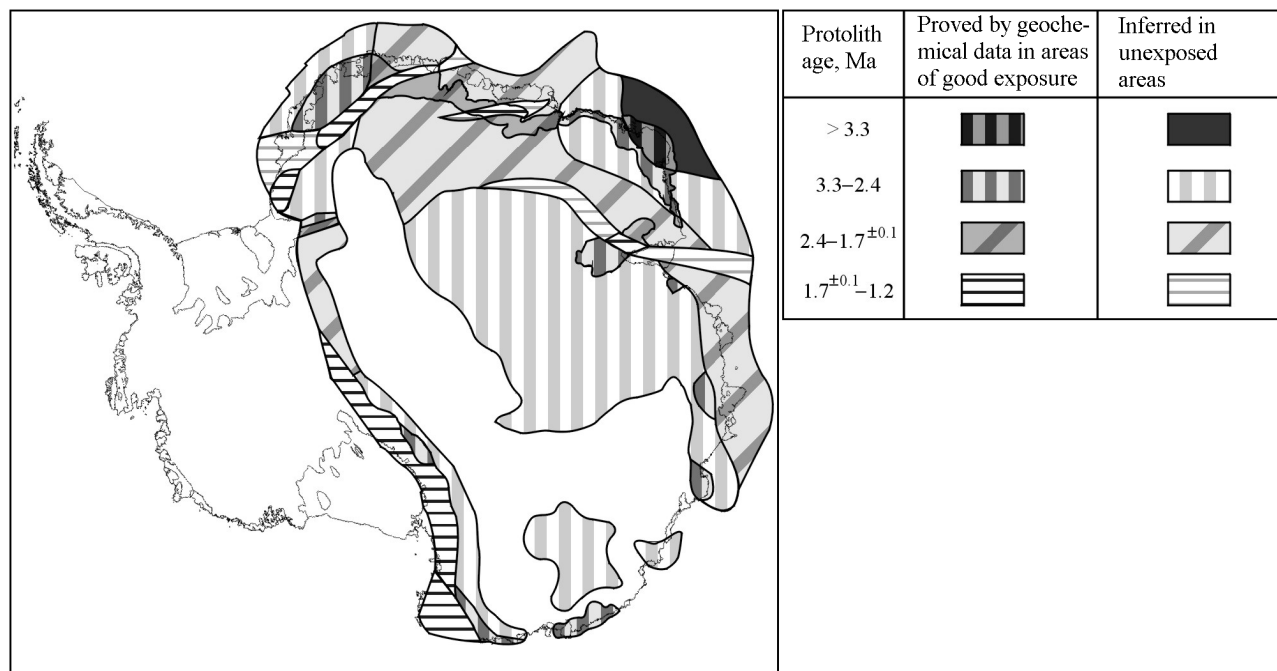 Protolith
age, Ma
Proved by geoche-
mical data in areas
of good exposure
Inferred in
unexposed
areas
> 3.3
3.3–2.4
2.4–1.7±0.1
1.7±0.1–1.2